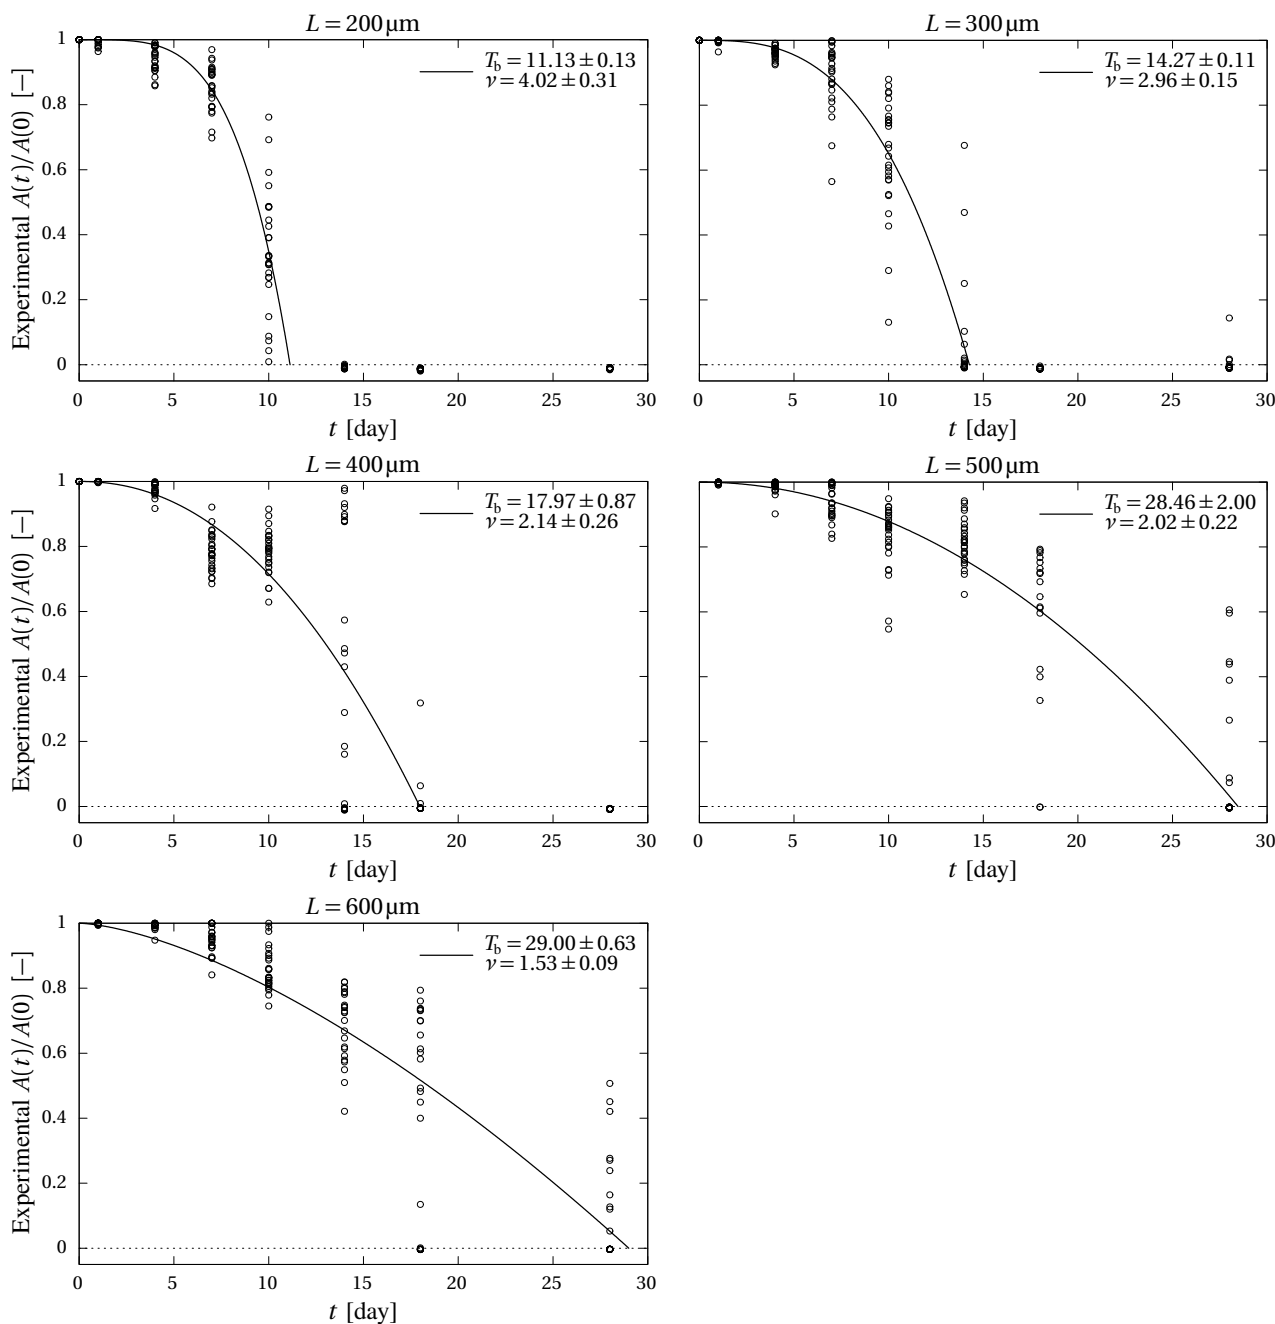 L = 200 µm
Experimental A(t)/A(0) [—]
1
0.8
0.6
0.4
0.2
0
T_b = 11.13 ± 0.13
ν = 4.02 ± 0.31
0 5 10 15 20 25 30
t [day]
L = 300 µm
T_b = 14.27 ± 0.11
ν = 2.96 ± 0.15
0 5 10 15 20 25 30
t [day]
L = 400 µm
Experimental A(t)/A(0) [—]
1
0.8
0.6
0.4
0.2
0
T_b = 17.97 ± 0.87
ν = 2.14 ± 0.26
0 5 10 15 20 25 30
t [day]
L = 500 µm
T_b = 28.46 ± 2.00
ν = 2.02 ± 0.22
0 5 10 15 20 25 30
t [day]
L = 600 µm
Experimental A(t)/A(0) [—]
1
0.8
0.6
0.4
0.2
0
T_b = 29.00 ± 0.63
ν = 1.53 ± 0.09
0 5 10 15 20 25 30
t [day]